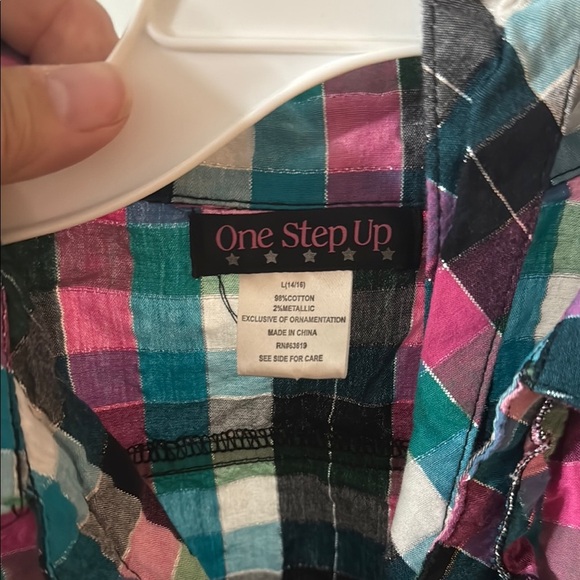 One Step Up
L(14/16)
98%COTTON
2%METALLIC
EXCLUSIVE OF ORNAMENTATION
MADE IN CHINA
RN#63619
SEE SIDE FOR CARE